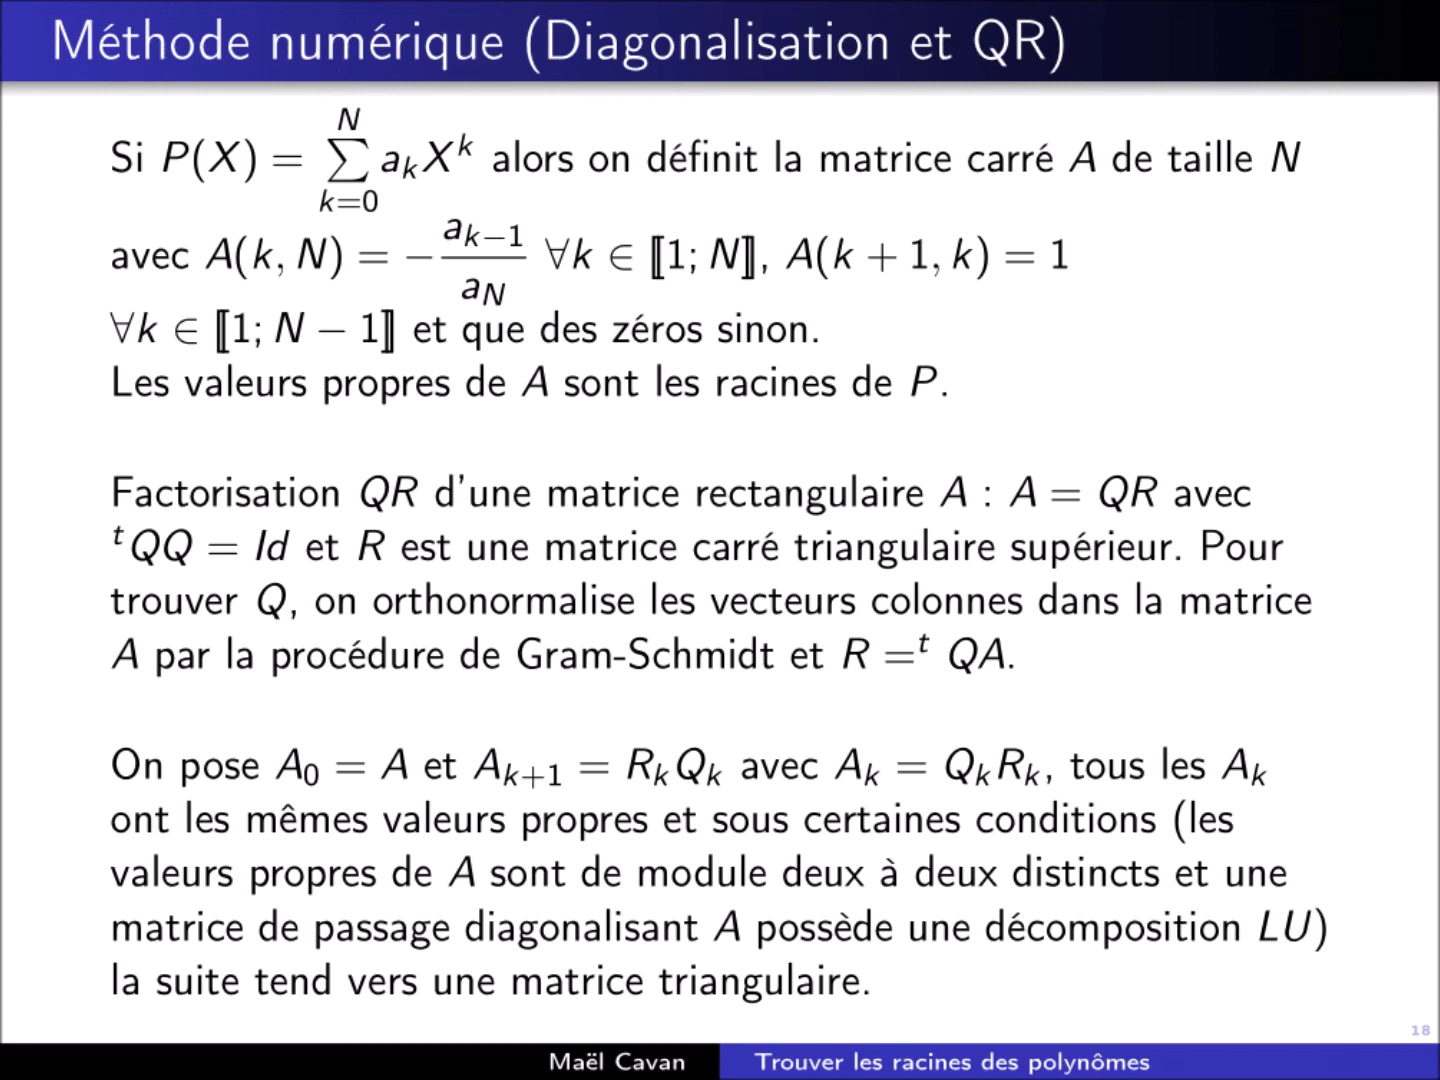 Méthode numérique (Diagonalisation et QR)
Si P(X) = \sum_{k=0}^{N} a_k X^k alors on définit la matrice carré A de taille N
avec A(k, N) = -\frac{a_{k-1}}{a_N} ∀k ∈ ⟦1; N⟧, A(k + 1, k) = 1
∀k ∈ ⟦1; N − 1⟧ et que des zéros sinon.
Les valeurs propres de A sont les racines de P.
Factorisation QR d'une matrice rectangulaire A : A = QR avec
^tQQ = Id et R est une matrice carré triangulaire supérieur. Pour
trouver Q, on orthonormalise les vecteurs colonnes dans la matrice
A par la procédure de Gram-Schmidt et R =^t QA.
On pose A_0 = A et A_{k+1} = R_k Q_k avec A_k = Q_k R_k, tous les A_k
ont les mêmes valeurs propres et sous certaines conditions (les
valeurs propres de A sont de module deux à deux distincts et une
matrice de passage diagonalisant A possède une décomposition LU)
la suite tend vers une matrice triangulaire.
18
Maël Cavan Trouver les racines des polynômes